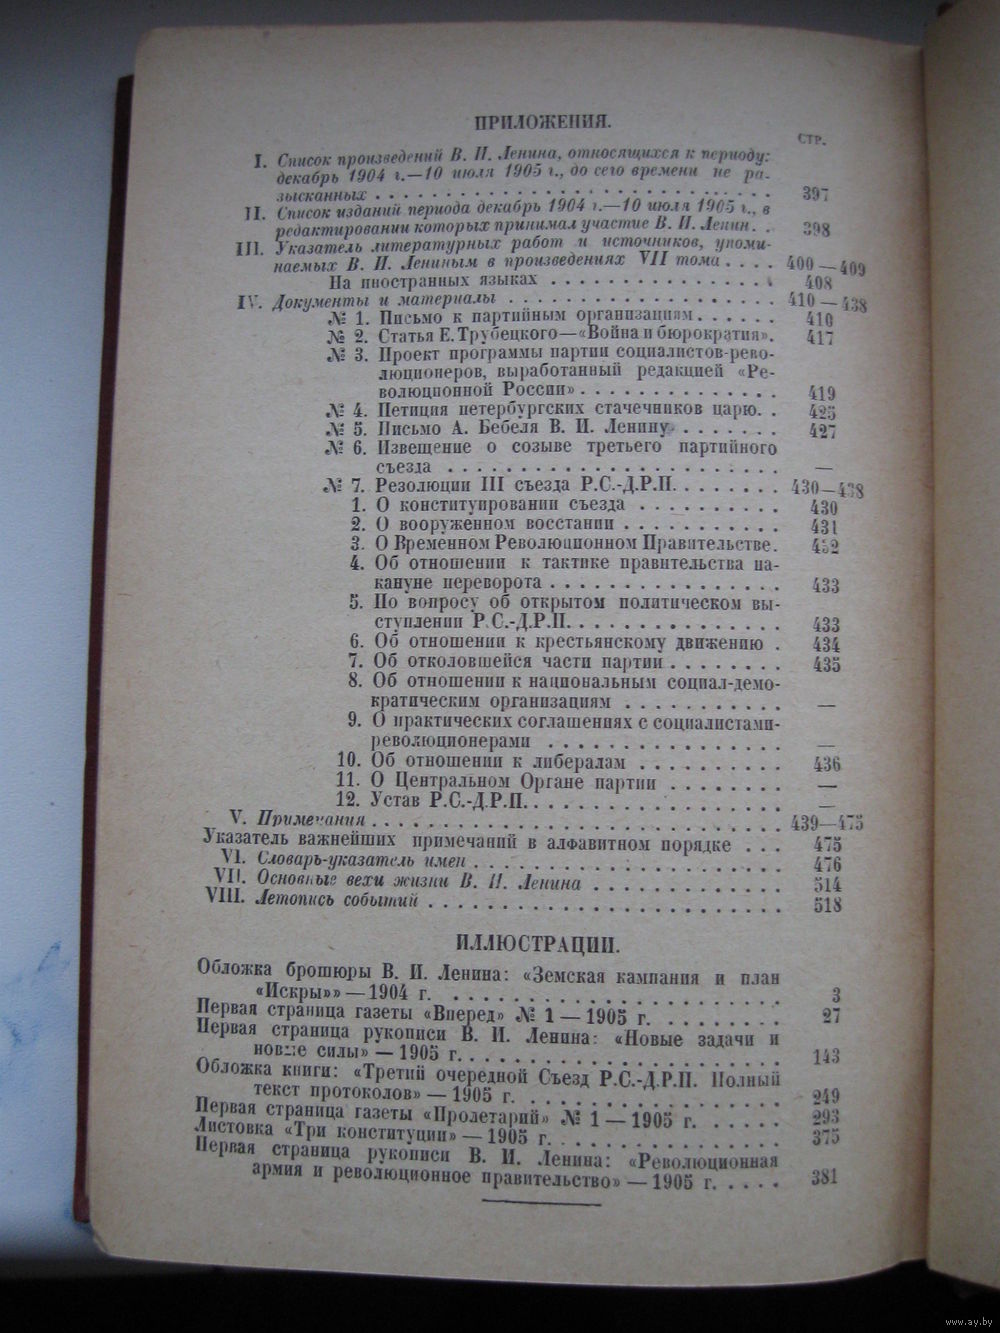 ПРИЛОЖЕНИЯ.
СТР.
I. Список произведений В. И. Ленина, относящихся к периоду:
декабрь 1904 г.—10 июля 1905 г., до сего времени не ра-
зысканных . . . . . . . . . . . . . . . . . . . . . . . 397
II. Список изданий периода декабрь 1904 г.—10 июля 1905 г., в
редактировании которых принимал участие В. И. Ленин. . 398
III. Указатель литературных работ и источников, упоми-
наемых В. И. Лениным в произведениях VII тома . . . . 400—409
На иностранных языках . . . . . . . . . . . . . 408
IV. Документы и материалы . . . . . . . . . . . . . . . 410—438
№ 1. Письмо к партийным организациям . . . . . . 410
№ 2. Статья Е. Трубецкого—«Война и бюрократия». 417
№ 3. Проект программы партии социалистов-рево-
люционеров, выработанный редакцией «Ре-
волюционной России» . . . . . . . . . . . . 419
№ 4. Петиция петербургских стачечников царю. . 425
№ 5. Письмо А. Бебеля В. И. Ленину . . . . . . . 427
№ 6. Извещение о созыве третьего партийного
съезда . . . . . . . . . . . . . . . . . . . —
№ 7. Резолюции III съезда Р.С.-Д.Р.П. . . . . . . 430—438
1. О конституировании съезда . . . . . . . . . 430
2. О вооруженном восстании . . . . . . . . . . 431
3. О Временном Революционном Правительстве. 432
4. Об отношении к тактике правительства на-
кануне переворота . . . . . . . . . . . . . 433
5. По вопросу об открытом политическом вы-
ступлении Р.С.-Д.Р.П. . . . . . . . . . . . 433
6. Об отношении к крестьянскому движению . 434
7. Об отколовшейся части партии . . . . . . . 435
8. Об отношении к национальным социал-демо-
кратическим организациям . . . . . . . . . —
9. О практических соглашениях с социалистами-
революционерами . . . . . . . . . . . . . —
10. Об отношении к либералам . . . . . . . . . 436
11. О Центральном Органе партии . . . . . . . —
12. Устав Р.С.-Д.Р.П. . . . . . . . . . . . . . . —
V. Примечания . . . . . . . . . . . . . . . . . . . . . . 439—475
Указатель важнейших примечаний в алфавитном порядке . . . 475
VI. Словарь-указатель имен . . . . . . . . . . . . . . . . 476
VII. Основные вехи жизни В. И. Ленина . . . . . . . . . . . 514
VIII. Летопись событий . . . . . . . . . . . . . . . . . . . 518
ИЛЛЮСТРАЦИИ.
Обложка брошюры В. И. Ленина: «Земская кампания и план
«Искры»» — 1904 г. . . . . . . . . . . . . . . . . . . 3
Первая страница газеты «Вперед» № 1 — 1905 г. . . . . . . . . 27
Первая страница рукописи В. И. Ленина: «Новые задачи и
новые силы» — 1905 г. . . . . . . . . . . . . . . . . . 143
Обложка книги: «Третий очередной Съезд Р.С.-Д.Р.П. Полный
текст протоколов» — 1905 г. . . . . . . . . . . . . . . 249
Первая страница газеты «Пролетарий» № 1 — 1905 г. . . . . . 293
Листовка «Три конституции» — 1905 г. . . . . . . . . . . . . 375
Первая страница рукописи В. И. Ленина: «Революционная
армия и революционное правительство» — 1905 г. . . . . 381
www.ay.by